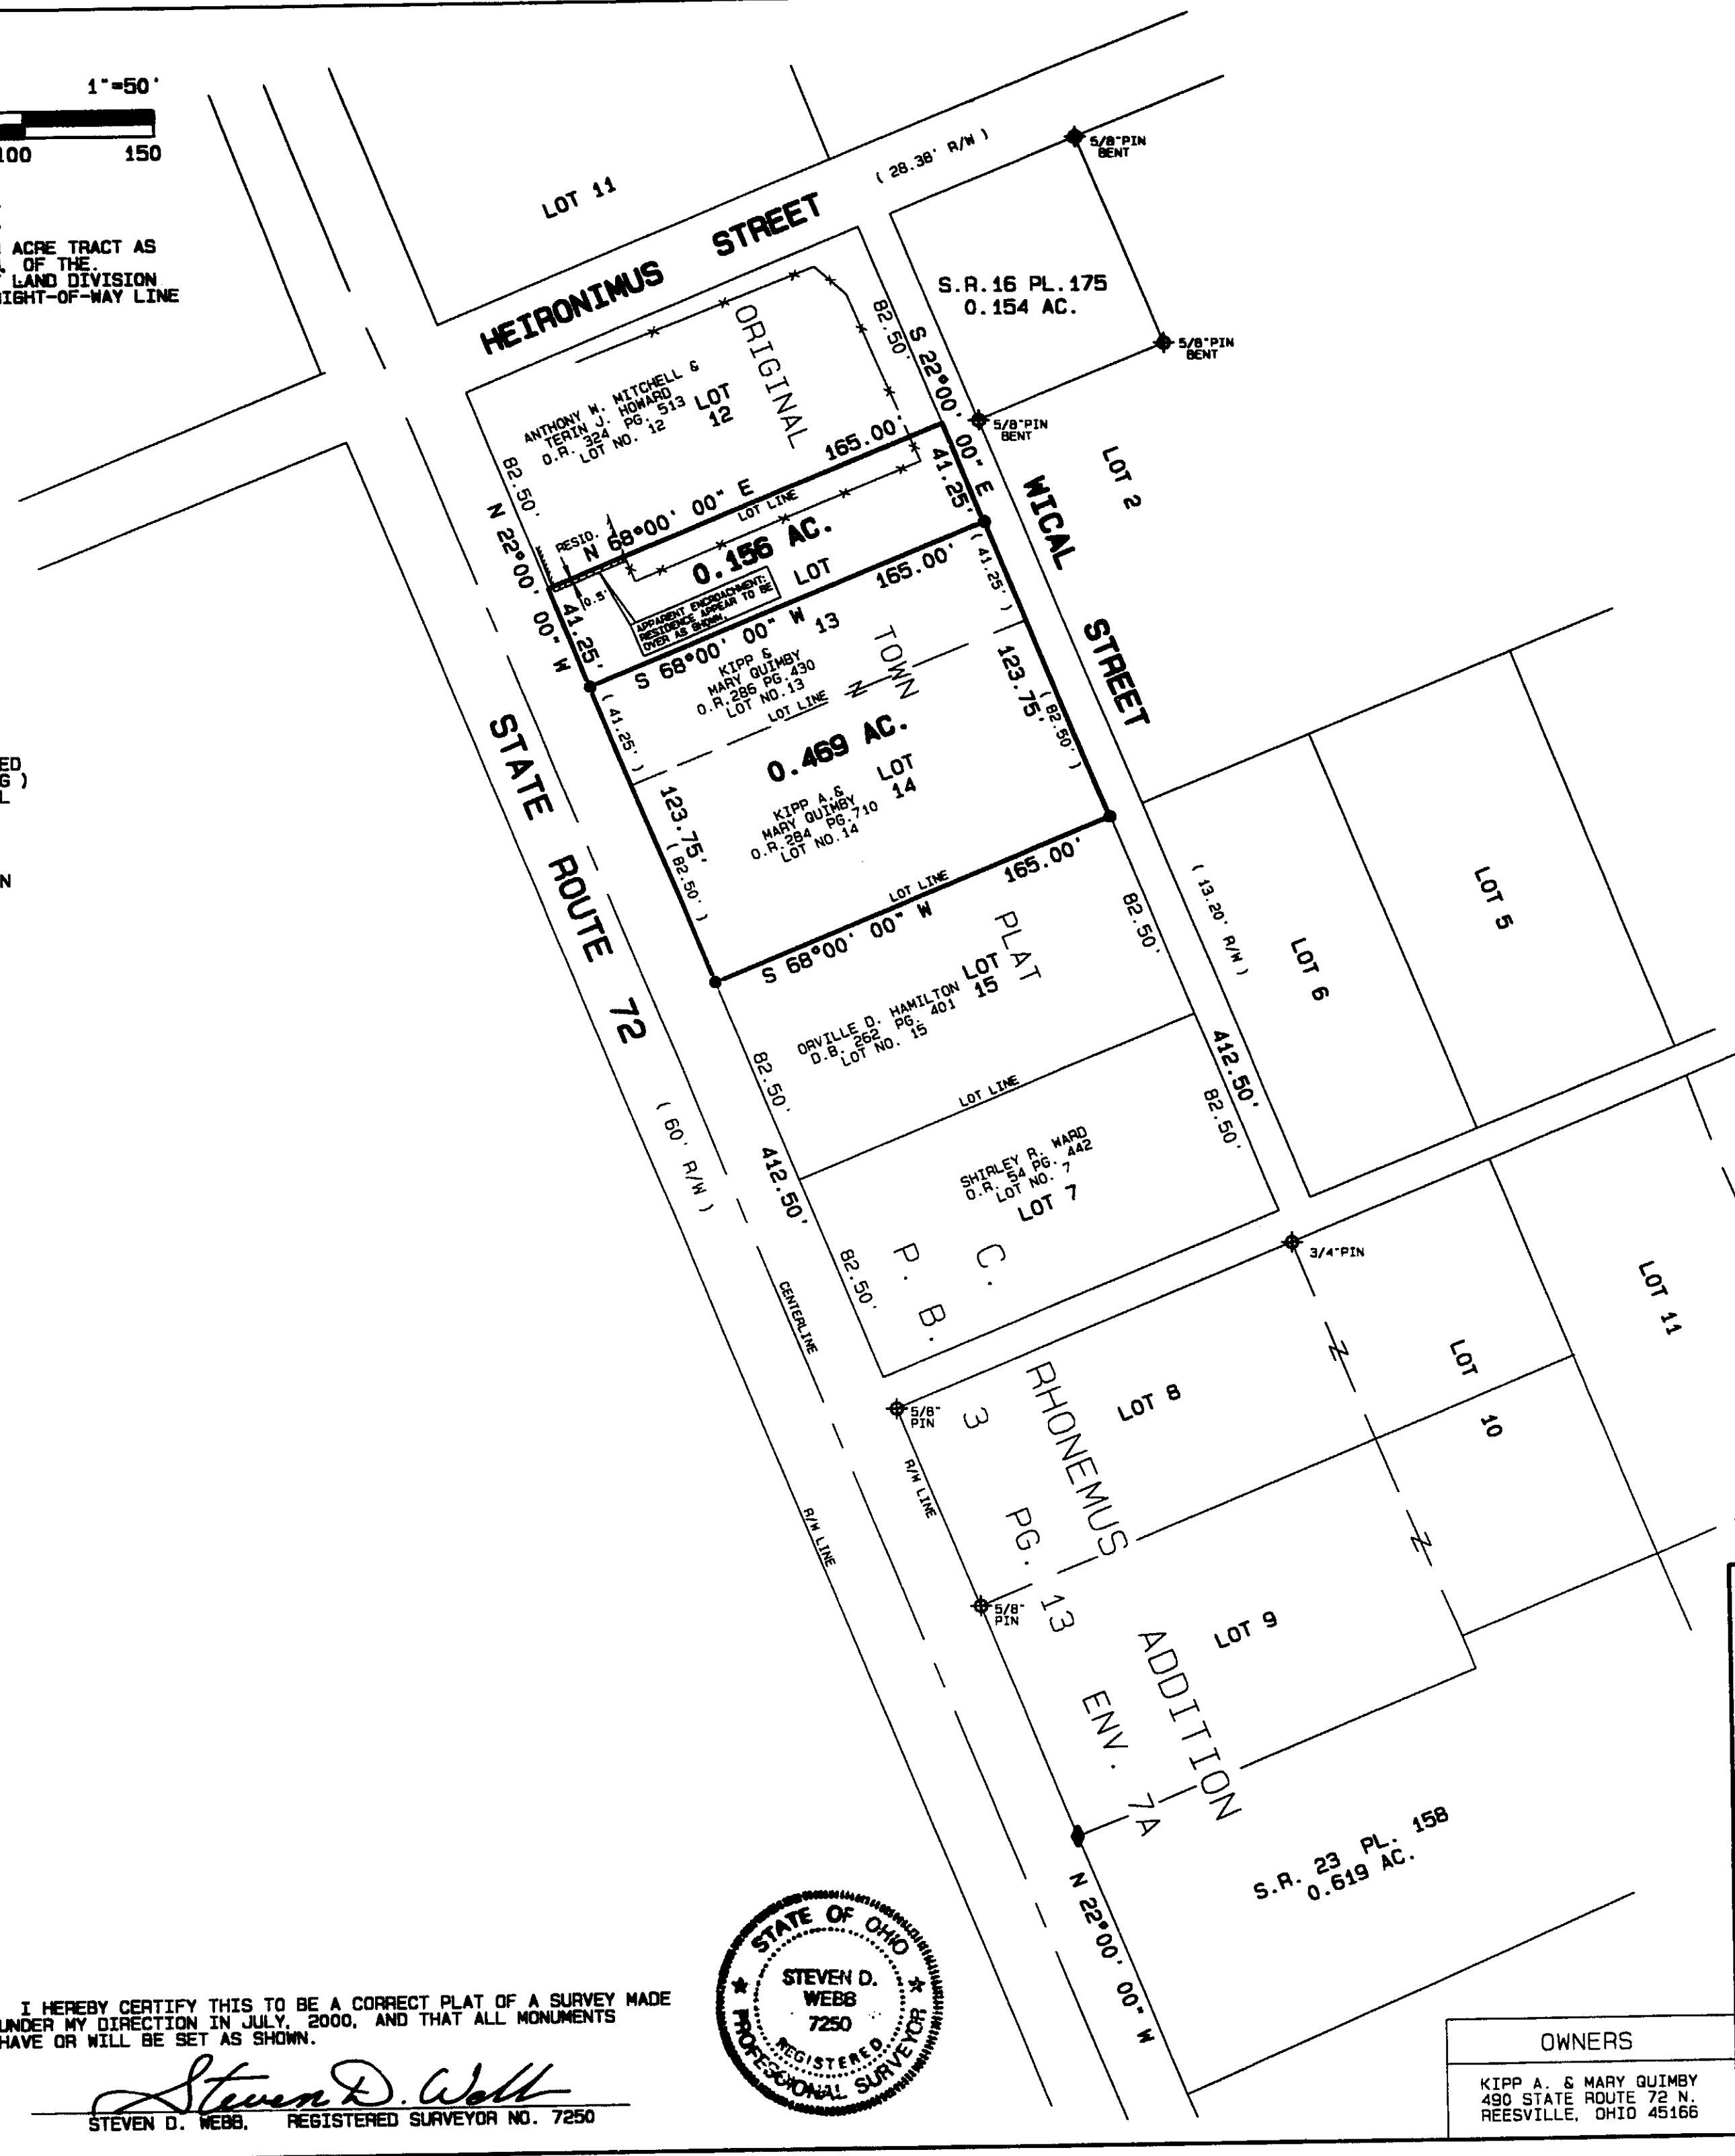 1"=50'
100 150
ACRE TRACT AS
OF THE.
LAND DIVISION
RIGHT-OF-WAY LINE
LOT 11
( 28.38' R/W )
HEIRONIMUS STREET
5/8"PIN
BENT
S.R.16 PL.175
0.154 AC.
5/8"PIN
BENT
5/8"PIN
BENT
LOT 2
ORIGINAL
82.50'
S 22°00' 00" E
ANTHONY W. MITCHELL &
TERIN J. HOWARD
O.R. 324 PG. 513
LOT NO. 12
LOT
12
82.50'
165.00'
41.25'
N 22°00' 00" W
RESID.
N 68°00' 00" E
LOT LINE
0.156 AC.
0.5'
41.25'
APPARENT ENCROACHMENT:
RESIDENCE APPEAR TO BE
OVER AS SHOWN.
LOT
13
165.00'
S 68°00' 00" W
( 41.25' )
WICAL STREET
KIPP &
MARY QUIMBY
O.R.286 PG.430
LOT NO.13
LOT LINE
TOWN
( 41.25' )
123.75'
( 82.50' )
0.469 AC.
STATE ROUTE 72
123.75'
( 82.50' )
KIPP A.&
MARY QUIMBY
O.R.284 PG.710
LOT NO.14
LOT
14
ED
G )
L
N
LOT LINE
165.00'
S 68°00' 00" W
82.50'
( 13.20' R/W )
LOT 5
LOT 6
PLAT
ORVILLE D. HAMILTON
D.B. 262 PG. 401
LOT NO. 15
LOT
15
82.50'
412.50'
82.50'
LOT LINE
( 60' R/W )
412.50'
SHIRLEY R. WARD
O.R. 54 PG. 442
LOT NO. 7
LOT 7
82.50'
P. C.
B.
CENTERLINE
3/4"PIN
LOT 11
LOT 8
LOT
10
5/8"
PIN
3 RHONEMUS
R/W LINE
R/W LINE
PG.
13
5/8"
PIN
LOT 9
ADDITION
ENV.
7A
S.R. 23 PL. 158
0.619 AC.
N 22°00' 00" W
STATE OF OHIO
STEVEN D.
WEBB
7250
REGISTERED
PROFESSIONAL SURVEYOR
I HEREBY CERTIFY THIS TO BE A CORRECT PLAT OF A SURVEY MADE
UNDER MY DIRECTION IN JULY, 2000, AND THAT ALL MONUMENTS
HAVE OR WILL BE SET AS SHOWN.
Steven D. Webb
STEVEN D. WEBB, REGISTERED SURVEYOR NO. 7250
OWNERS
KIPP A. & MARY QUIMBY
490 STATE ROUTE 72 N.
REESVILLE, OHIO 45166